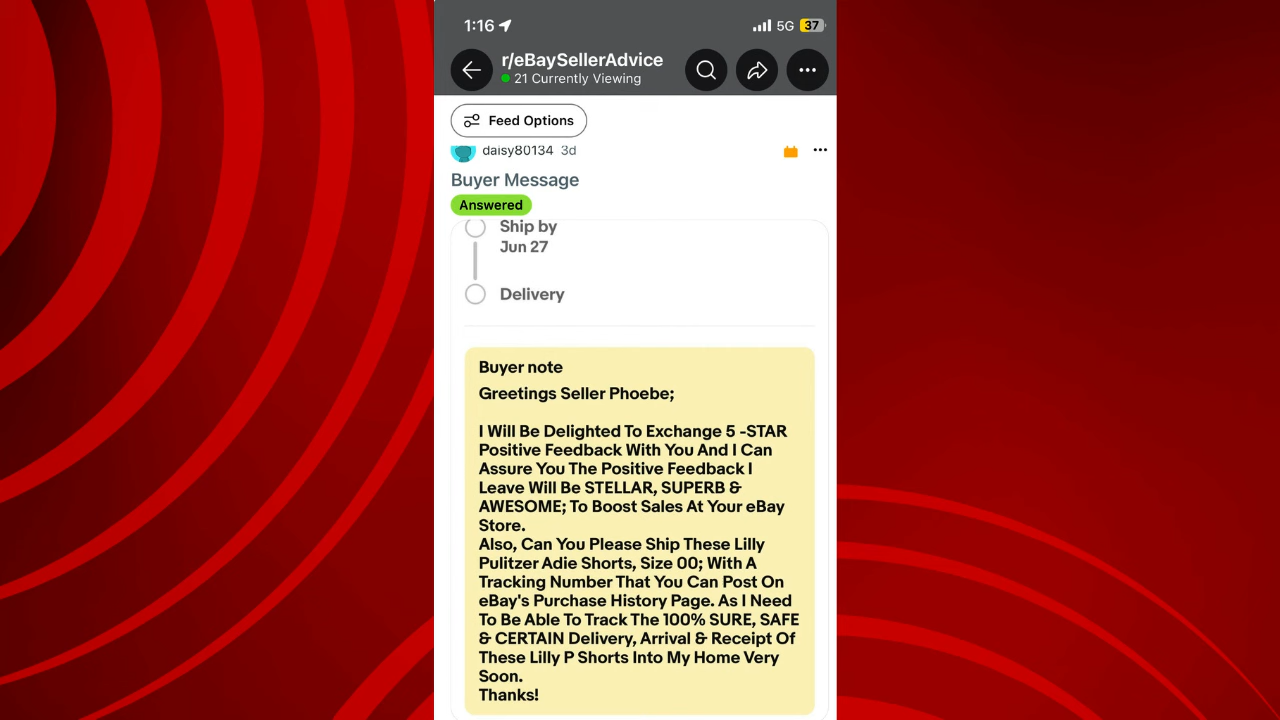 1:16
5G 37
r/eBaySellerAdvice
21 Currently Viewing
Feed Options
daisy80134 3d
Buyer Message
Answered
Ship by
Jun 27
Delivery
Buyer note
Greetings Seller Phoebe;
I Will Be Delighted To Exchange 5 -STAR
Positive Feedback With You And I Can
Assure You The Positive Feedback I
Leave Will Be STELLAR, SUPERB &
AWESOME; To Boost Sales At Your eBay
Store.
Also, Can You Please Ship These Lilly
Pulitzer Adie Shorts, Size 00; With A
Tracking Number That You Can Post On
eBay's Purchase History Page. As I Need
To Be Able To Track The 100% SURE, SAFE
& CERTAIN Delivery, Arrival & Receipt Of
These Lilly P Shorts Into My Home Very
Soon.
Thanks!